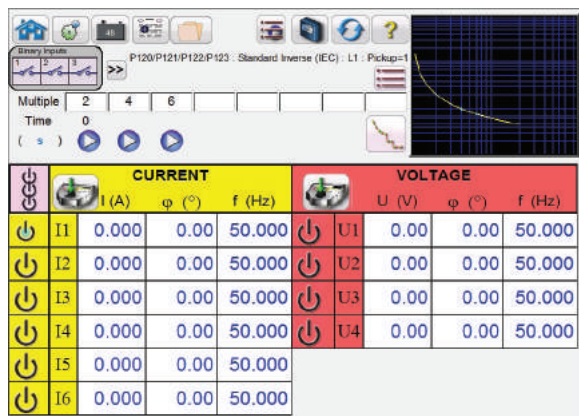 45
?
Binary Inputs
1 2 3
>>
P120/P121/P122/P123 : Standard Inverse (IEC) : L1 : Pickup=1
Multiple 2 4 6
Time 0
( s )
CURRENT VOLTAGE
I (A) φ (°) f (Hz) U (V) φ (°) f (Hz)
I1 0.000 0.00 50.000 U1 0.00 0.00 50.000
I2 0.000 0.00 50.000 U2 0.00 0.00 50.000
I3 0.000 0.00 50.000 U3 0.00 0.00 50.000
I4 0.000 0.00 50.000 U4 0.00 0.00 50.000
I5 0.000 0.00 50.000
I6 0.000 0.00 50.000